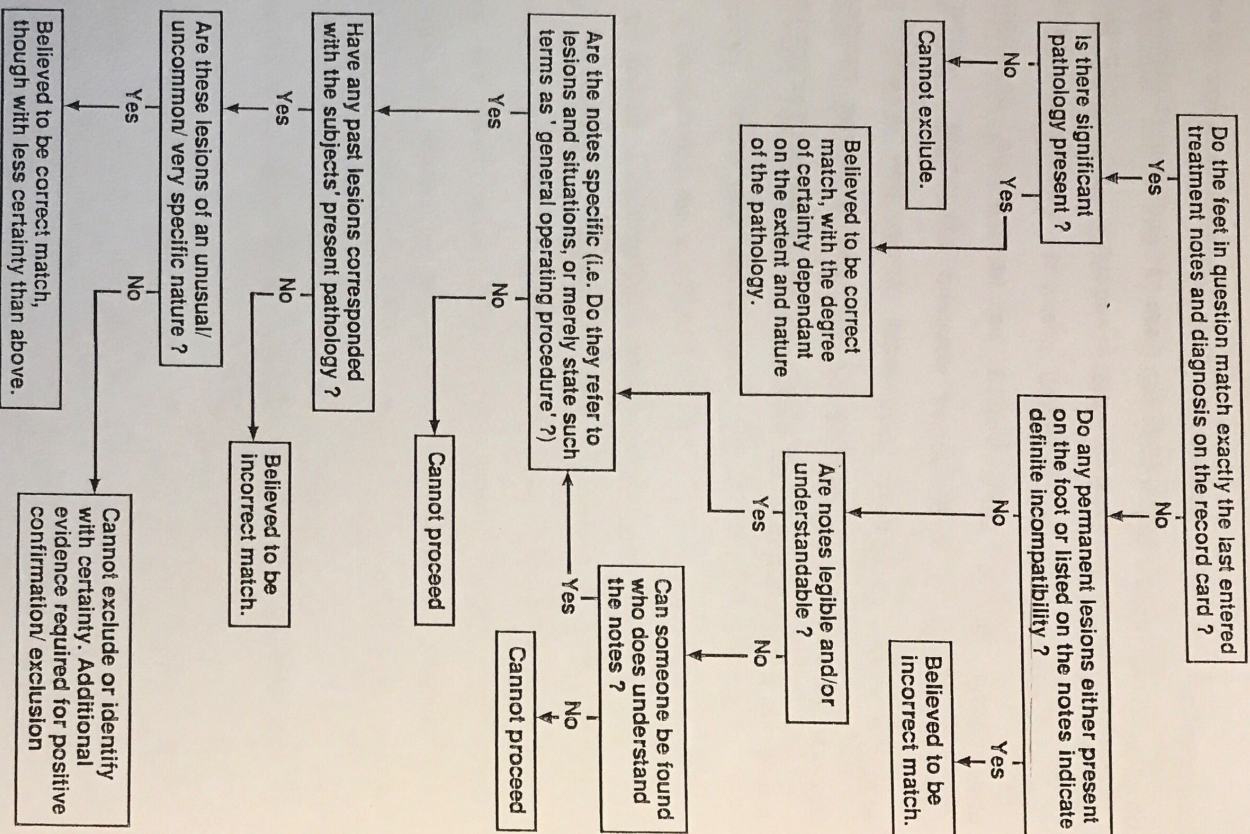 Do the feet in question match exactly the last entered
treatment notes and diagnosis on the record card ?
Yes
No
Is there significant
pathology present ?
No
Yes
Cannot exclude.
Believed to be correct
match, with the degree
of certainty dependant
on the extent and nature
of the pathology.
Do any permanent lesions either present
on the foot or listed on the notes indicate
definite incompatibility ?
No
Yes
Believed to be
incorrect match.
Are notes legible and/or
understandable ?
Yes
No
Can someone be found
who does understand
the notes ?
Yes
No
Cannot proceed
Are the notes specific (i.e. Do they refer to
lesions and situations, or merely state such
terms as ' general operating procedure' ?)
Yes
No
Cannot proceed
Have any past lesions corresponded
with the subjects' present pathology ?
Yes
No
Believed to be
incorrect match.
Are these lesions of an unusual/
uncommon/ very specific nature ?
Yes
No
Believed to be correct match,
though with less certainty than above.
Cannot exclude or identify
with certainty. Additional
evidence required for positive
confirmation/ exclusion